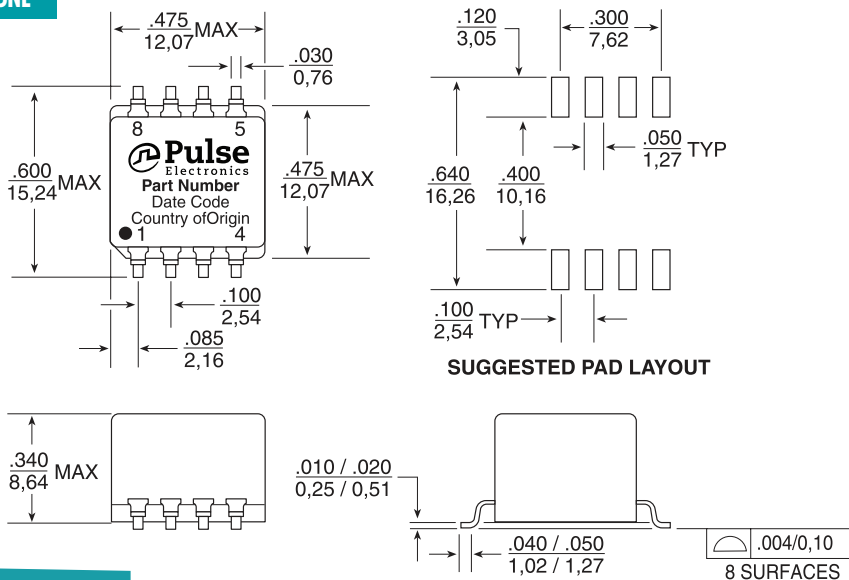 .475
12,07 MAX
.030
0,76
8 5
Pulse
Electronics
Part Number
Date Code
Country ofOrigin
1 4
.600
15,24 MAX
.475
12,07 MAX
.100
2,54
.085
2,16
.120
3,05
.300
7,62
.050
1,27 TYP
.640
16,26
.400
10,16
.100
2,54 TYP
SUGGESTED PAD LAYOUT
.340
8,64 MAX
.010 / .020
0,25 / 0,51
.040 / .050
1,02 / 1,27
.004/0,10
8 SURFACES